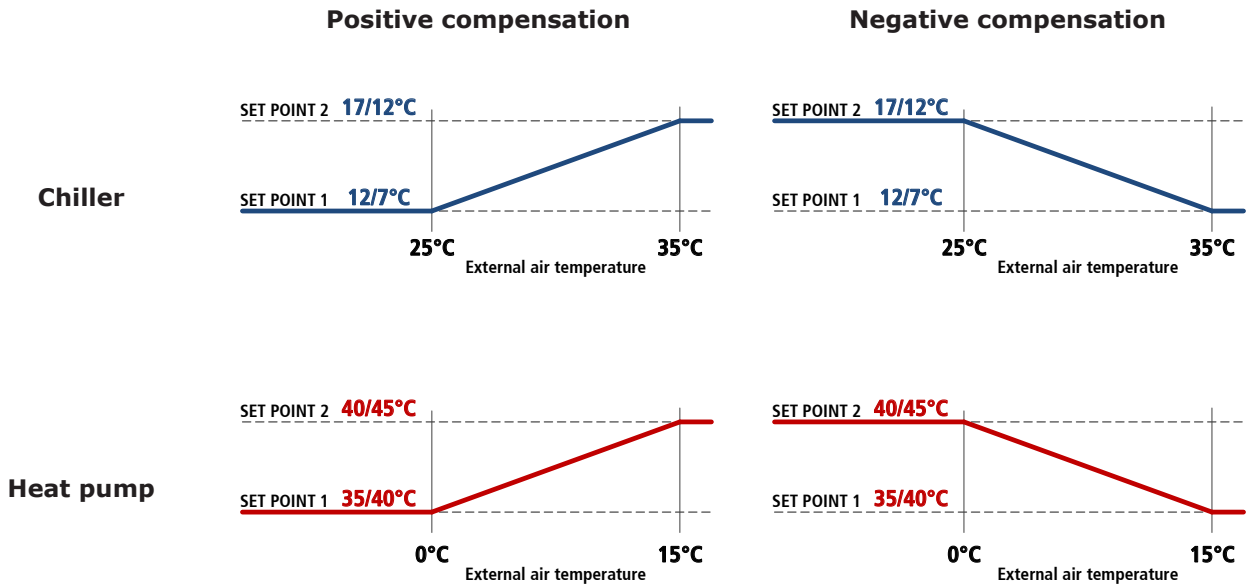 Positive compensation
Negative compensation
Chiller
SET POINT 2 17/12°C
SET POINT 1 12/7°C
25°C 35°C
External air temperature
SET POINT 2 17/12°C
SET POINT 1 12/7°C
25°C 35°C
External air temperature
Heat pump
SET POINT 2 40/45°C
SET POINT 1 35/40°C
0°C 15°C
External air temperature
SET POINT 2 40/45°C
SET POINT 1 35/40°C
0°C 15°C
External air temperature